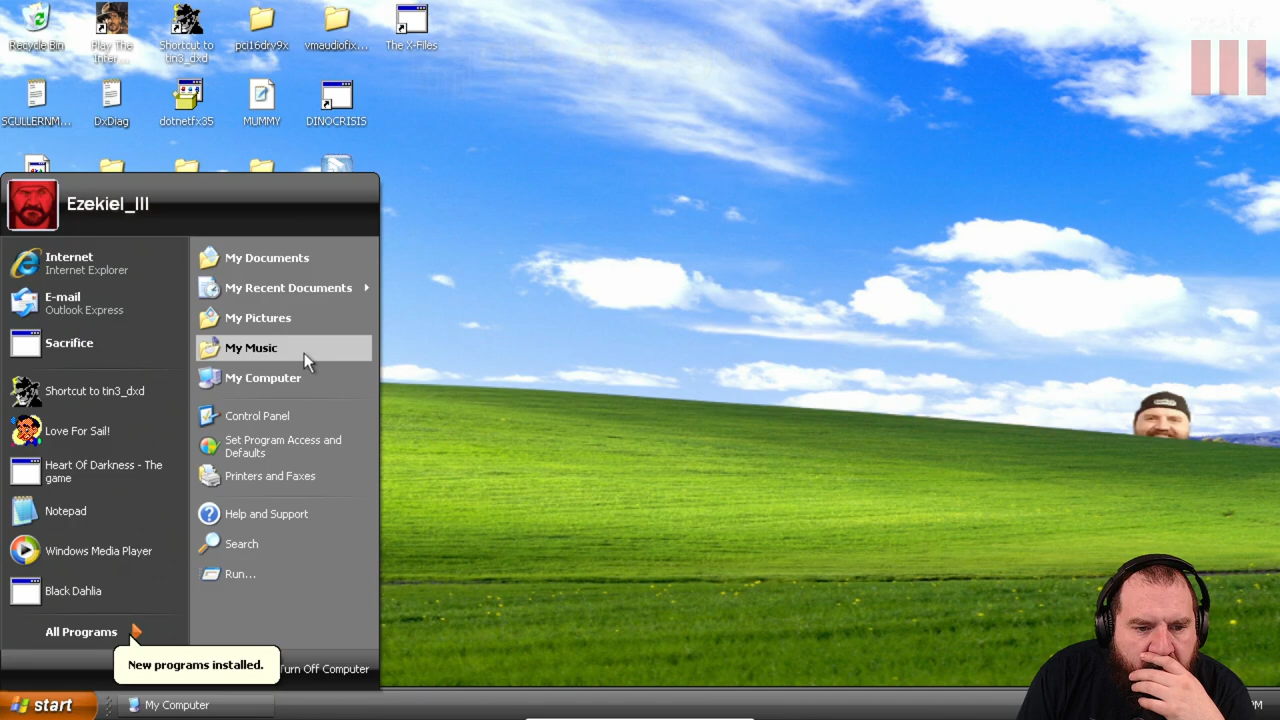 Recycle Bin
Play The
Inter...
Shortcut to
tin3_dxd
pci16drv9x
vmaudiofix...
The X-Files
SCULLERNM...
DxDiag
dotnetfx35
MUMMY
DINOCRISIS
Ezekiel_III
Internet
Internet Explorer
E-mail
Outlook Express
Sacrifice
Shortcut to tin3_dxd
Love For Sail!
Heart Of Darkness - The
game
Notepad
Windows Media Player
Black Dahlia
All Programs
My Documents
My Recent Documents
My Pictures
My Music
My Computer
Control Panel
Set Program Access and
Defaults
Printers and Faxes
Help and Support
Search
Run...
New programs installed.
Turn Off Computer
start
My Computer
PM